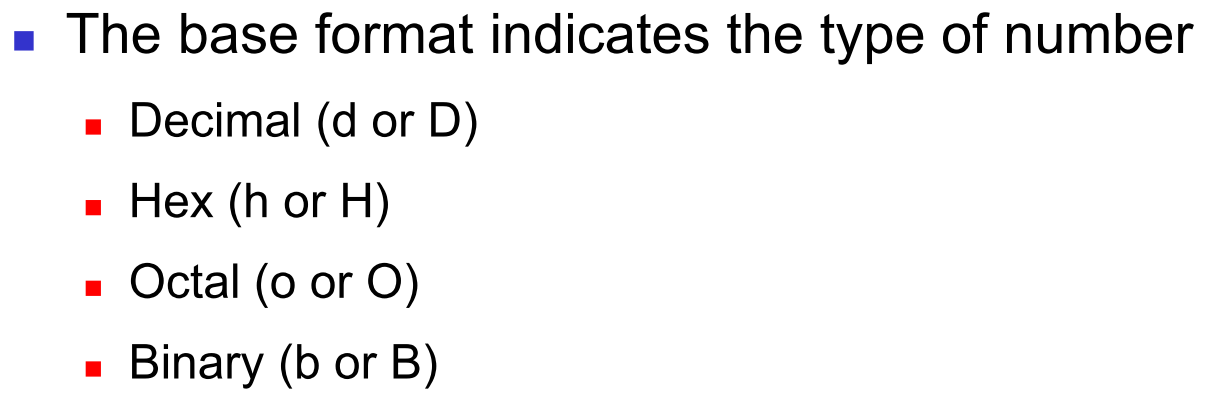 The base format indicates the type of number
Decimal (d or D)
Hex (h or H)
Octal (o or O)
Binary (b or B)